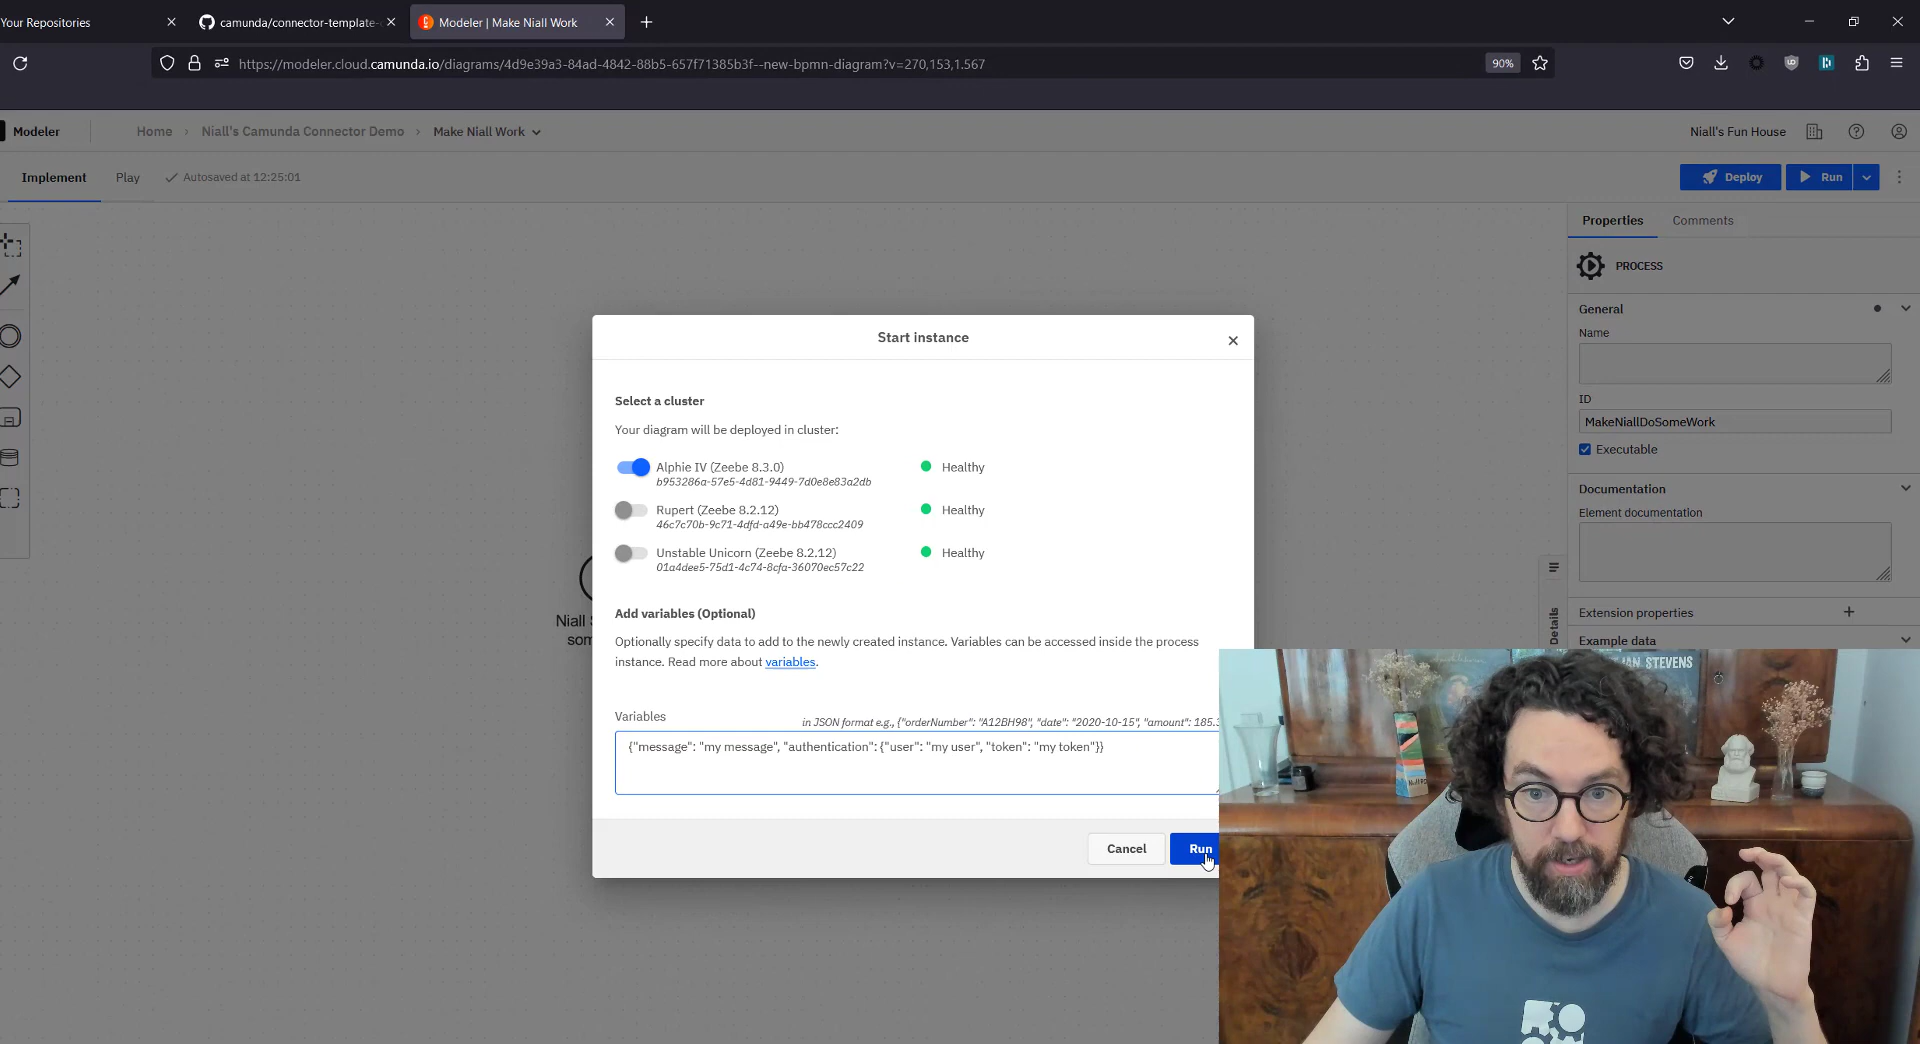 Your Repositories
camunda/connector-template-
Modeler | Make Niall Work
https://modeler.cloud.camunda.io/diagrams/4d9e39a3-84ad-4842-88b5-657f71385b3f--new-bpmn-diagram?v=270,153,1.567
90%
Modeler
Home › Niall's Camunda Connector Demo › Make Niall Work
Niall's Fun House
Implement
Play
Autosaved at 12:25:01
Deploy
Run
Properties
Comments
PROCESS
General
Name
ID
MakeNiallDoSomeWork
Executable
Documentation
Element documentation
Extension properties
Example data
Details
Start instance
Select a cluster
Your diagram will be deployed in cluster:
Alphie IV (Zeebe 8.3.0)
Healthy
b953286a-57e5-4d81-9449-7d0e8e83a2db
Rupert (Zeebe 8.2.12)
Healthy
46c7c70b-9c71-4dfd-a49e-bb478ccc2409
Unstable Unicorn (Zeebe 8.2.12)
Healthy
01a4dee5-75d1-4c74-8cfa-36070ec57c22
Niall
som
Add variables (Optional)
Optionally specify data to add to the newly created instance. Variables can be accessed inside the process
instance. Read more about variables.
Variables
in JSON format e.g., {"orderNumber": "A12BH98", "date": "2020-10-15", "amount": 185.3
{"message": "my message", "authentication": {"user": "my user", "token": "my token"}}
Cancel
Run
STEVENS